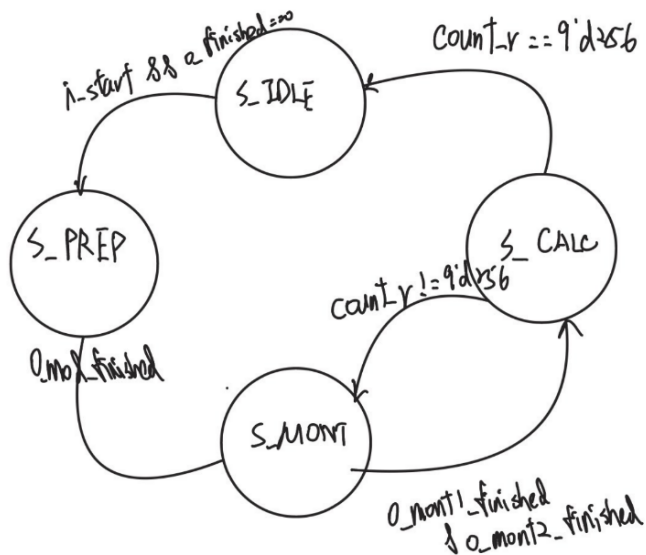 i_start && o_finished==0
S_IDLE
count_r == 9'd256
S_PREP
S_CALC
count_r != 9'd256
o_mod_finished
S_MONT
o_mont1_finished
& o_mont2_finished